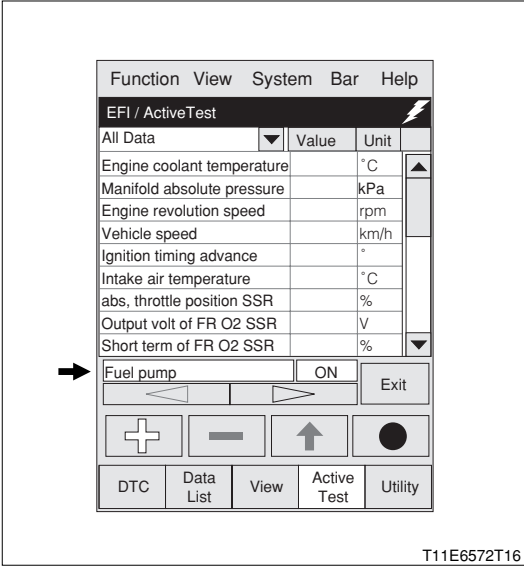 Function View System Bar Help
EFI / ActiveTest
All Data Value Unit
Engine coolant temperature °C
Manifold absolute pressure kPa
Engine revolution speed rpm
Vehicle speed km/h
Ignition timing advance °
Intake air temperature °C
abs, throttle position SSR %
Output volt of FR O2 SSR V
Short term of FR O2 SSR %
Fuel pump ON
Exit
DTC Data List View Active Test Utility
T11E6572T16